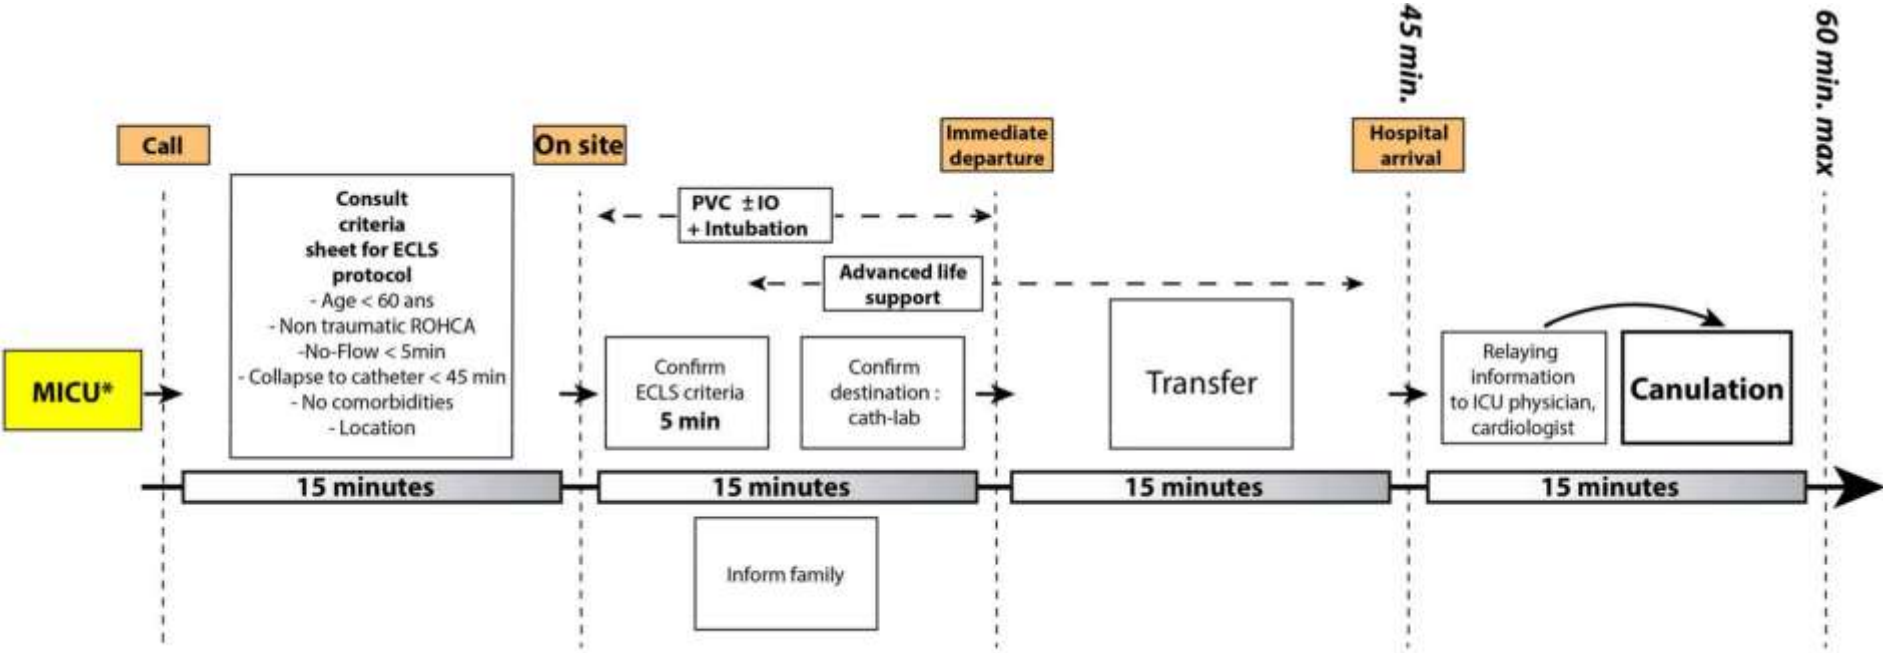 45 min.
60 min. max
Call
On site
Immediate
departure
Hospital
arrival
Consult
criteria
sheet for ECLS
protocol
- Age < 60 ans
- Non traumatic ROHCA
-No-Flow < 5min
- Collapse to catheter < 45 min
- No comorbidities
- Location
PVC ±IO
+ Intubation
Advanced life
support
MICU*
Confirm
ECLS criteria
5 min
Confirm
destination :
cath-lab
Transfer
Relaying
information
to ICU physician,
cardiologist
Canulation
15 minutes
15 minutes
15 minutes
15 minutes
Inform family